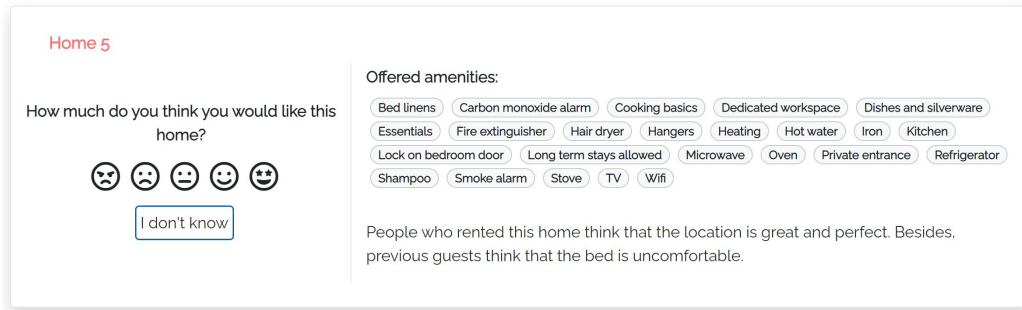 Home 5
How much do you think you would like this
home?
I don't know
Offered amenities:
Bed linens Carbon monoxide alarm Cooking basics Dedicated workspace Dishes and silverware
Essentials Fire extinguisher Hair dryer Hangers Heating Hot water Iron Kitchen
Lock on bedroom door Long term stays allowed Microwave Oven Private entrance Refrigerator
Shampoo Smoke alarm Stove TV Wifi
People who rented this home think that the location is great and perfect. Besides,
previous guests think that the bed is uncomfortable.